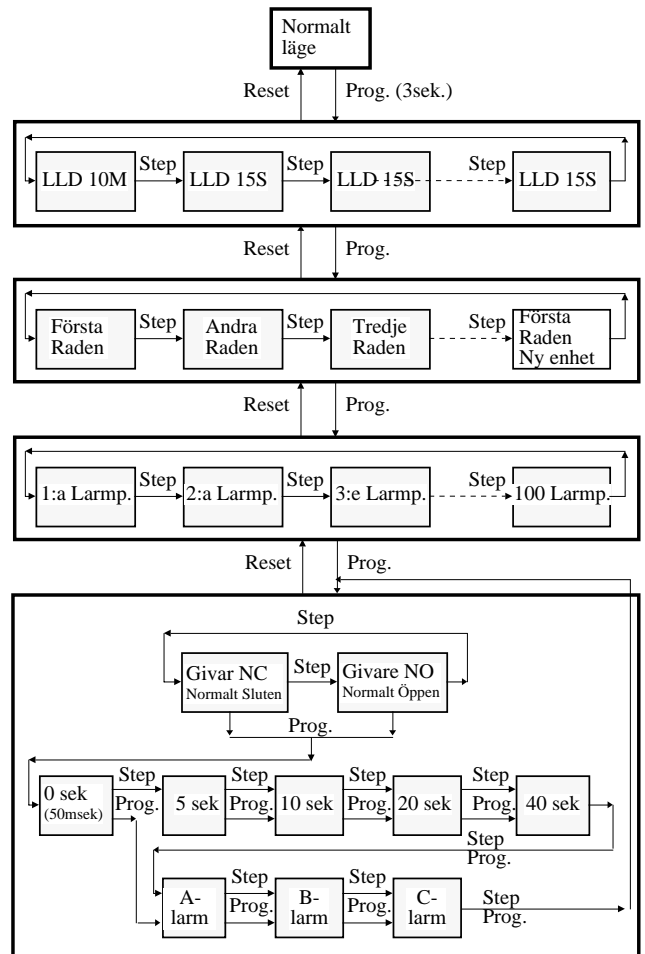 Normalt
läge
Reset
Prog. (3sek.)
Step
Step
Step
LLD 10M
LLD 15S
LLD 15S
LLD 15S
Reset
Prog.
Första
Raden
Step
Andra
Raden
Step
Tredje
Raden
Step
Första
Raden
Ny enhet
Reset
Prog.
Step
Step
Step
1:a Larmp.
2:a Larmp.
3:e Larmp.
100 Larmp.
Reset
Prog.
Step
Givar NC
Normalt Sluten
Step
Givare NO
Normalt Öppen
Prog.
0 sek
(50msek)
Step
Prog.
5 sek
Step
Prog.
10 sek
Step
Prog.
20 sek
Step
Prog.
40 sek
Step
Prog.
A-
larm
Step
Prog.
B-
larm
Step
Prog.
C-
larm
Step
Prog.